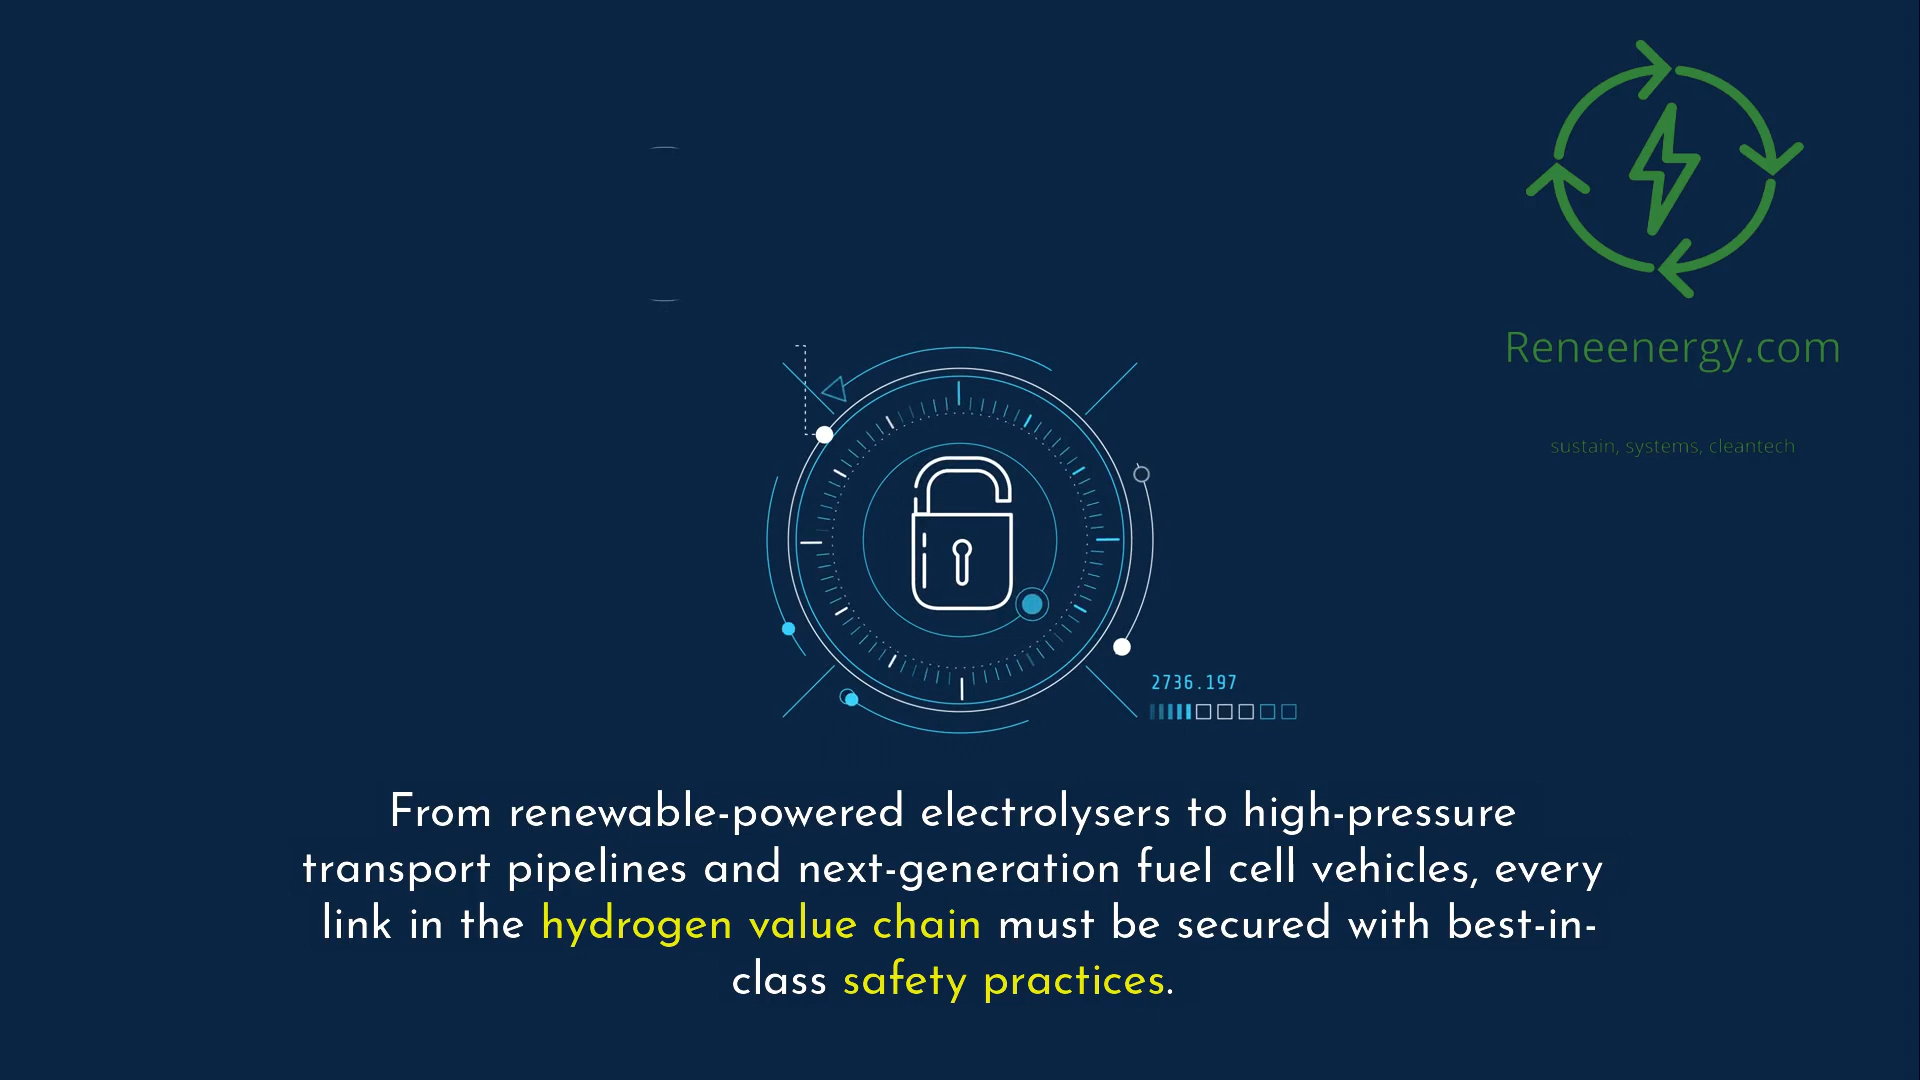 Reneenergy.com
sustain, systems, cleantech
2736.197
From renewable-powered electrolysers to high-pressure
transport pipelines and next-generation fuel cell vehicles, every
link in the hydrogen value chain must be secured with best-in-
class safety practices.